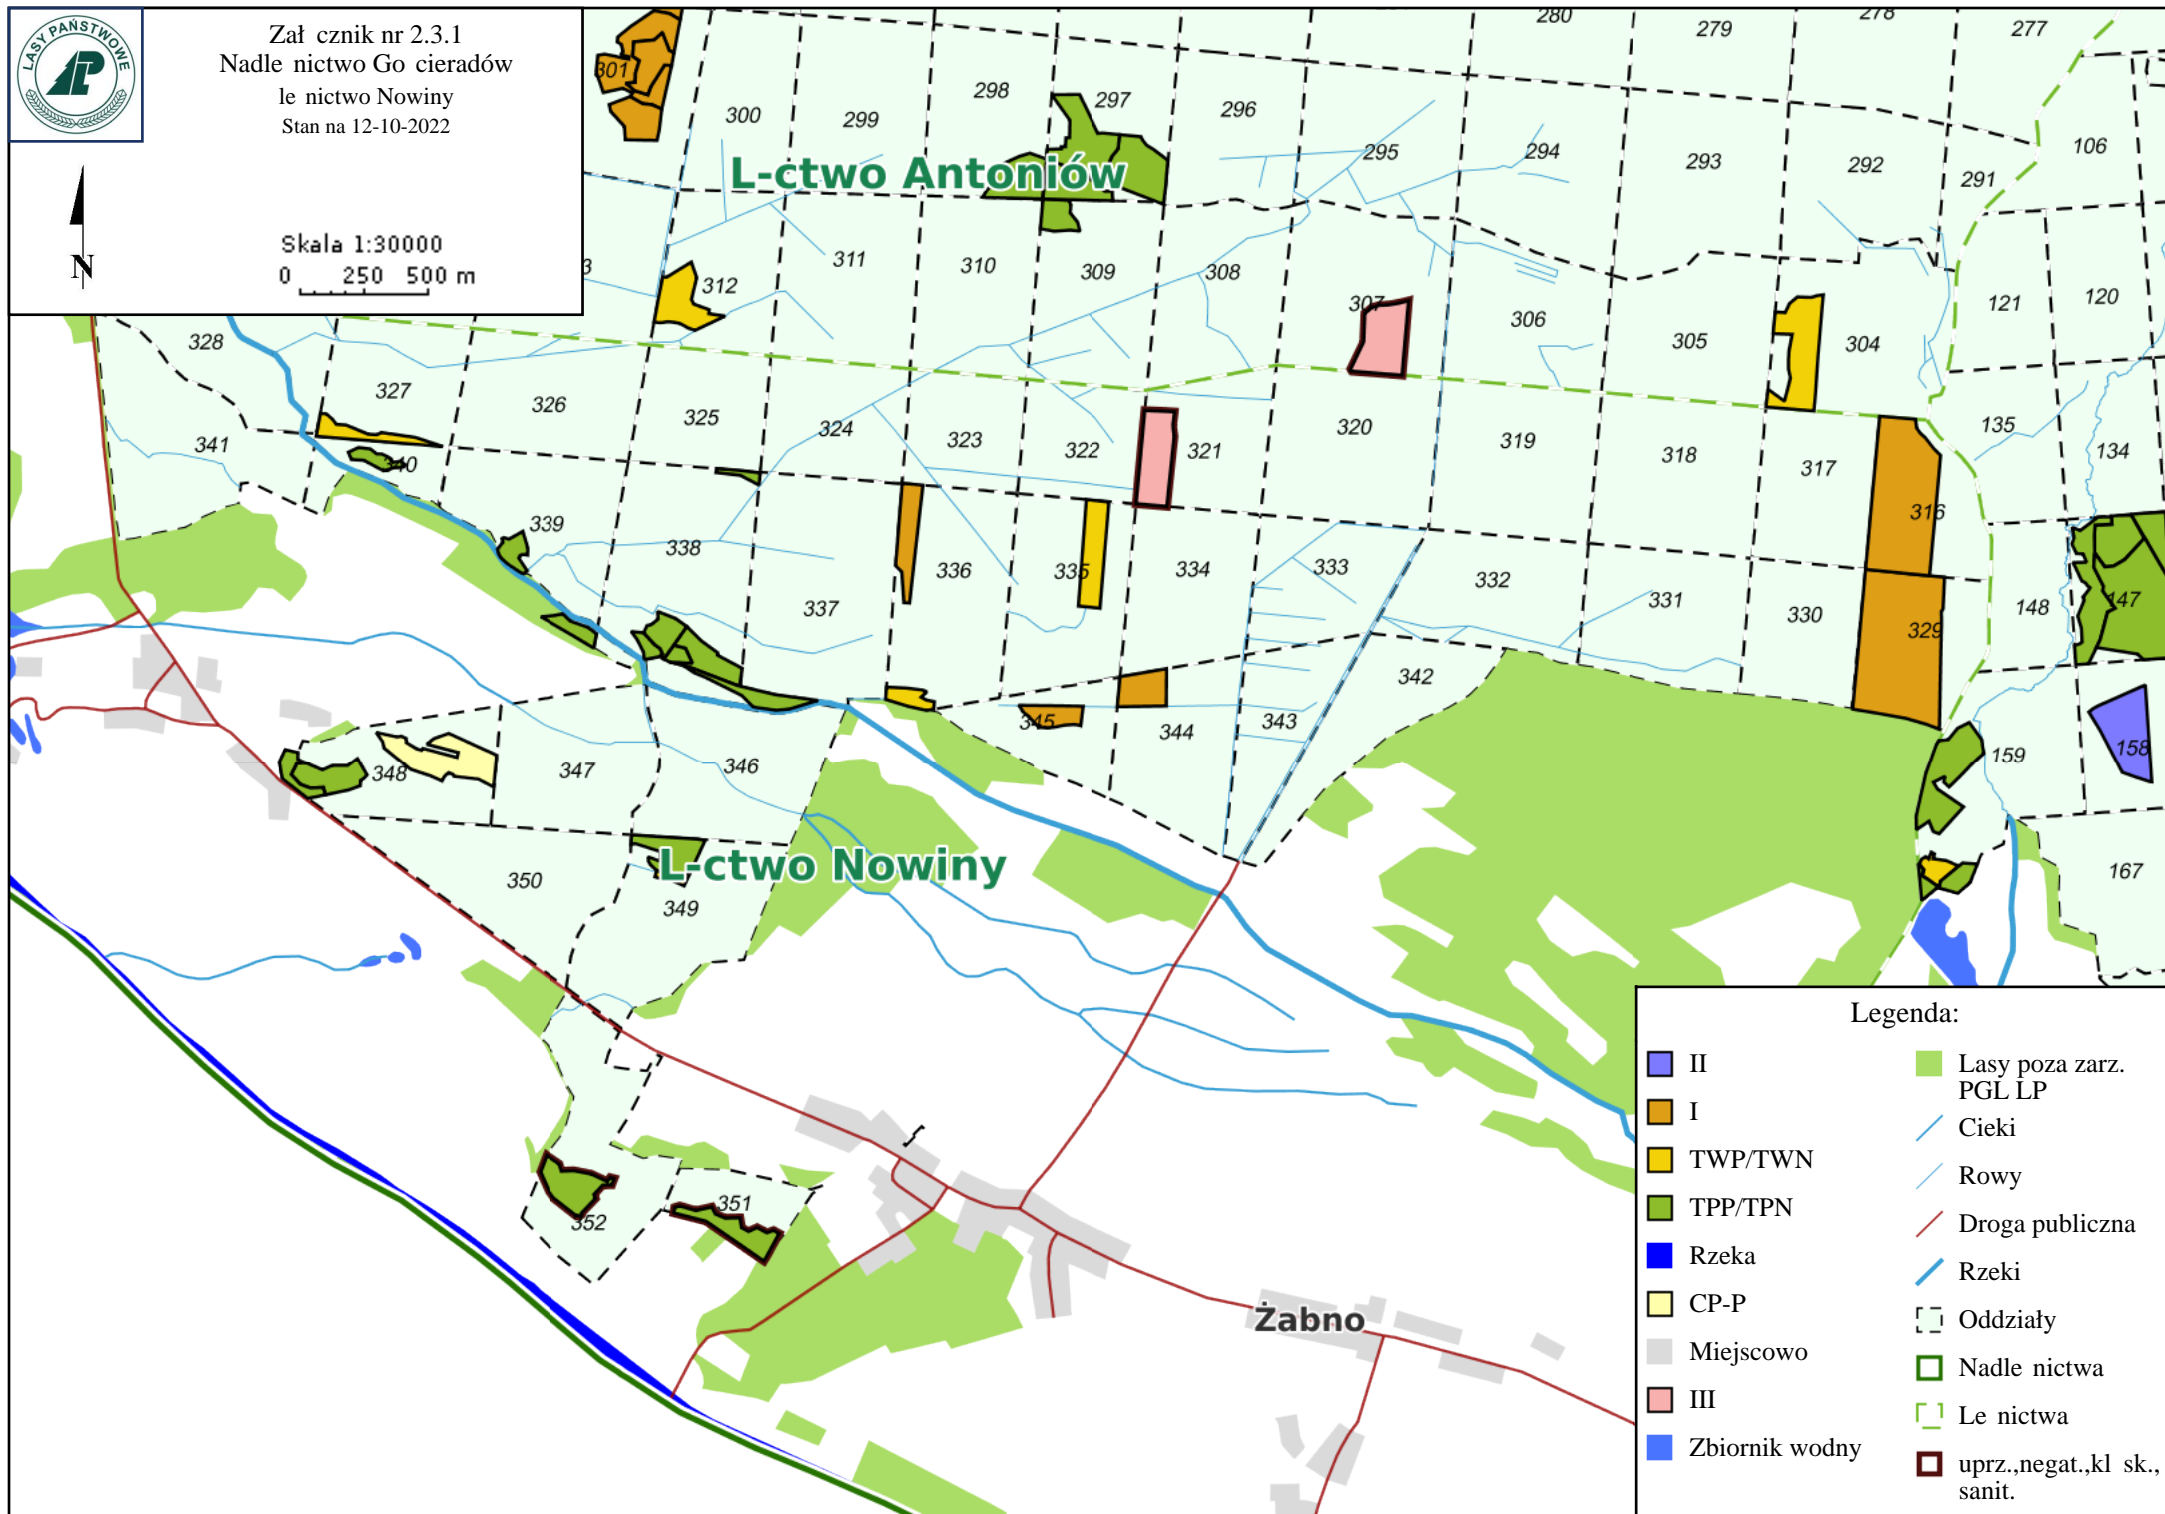 LASY PAŃSTWOWE
Zał cznik nr 2.3.1
Nadle nictwo Go cieradów
le nictwo Nowiny
Stan na 12-10-2022
N
Skala 1:30000
0 250 500 m
280
279
278
277
301
300
299
298
297
296
295
294
293
292
291
106
L-ctwo Antoniów
3
312
311
310
309
308
307
306
305
304
121
120
328
327
326
325
324
323
322
321
320
319
318
317
316
135
134
341
340
339
338
337
336
335
334
333
332
331
330
329
148
147
348
347
346
345
344
343
342
159
158
350
349
L-ctwo Nowiny
167
352
351
Żabno
Legenda:
II
I
TWP/TWN
TPP/TPN
Rzeka
CP-P
Miejscowo
III
Zbiornik wodny
Lasy poza zarz.
PGL LP
Cieki
Rowy
Droga publiczna
Rzeki
Oddziały
Nadle nictwa
Le nictwa
uprz.,negat.,kl sk.,
sanit.